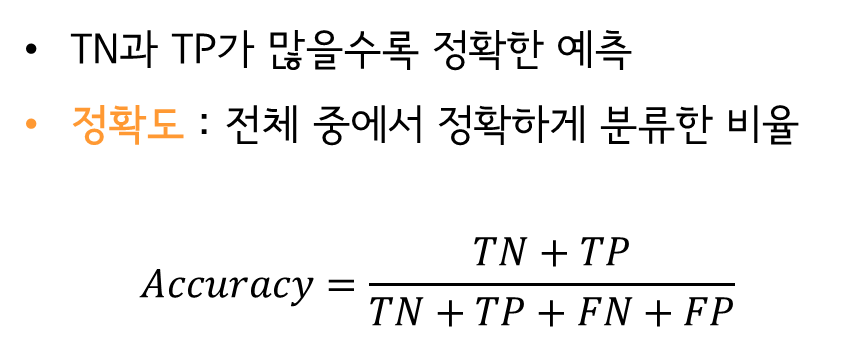 • TN과 TP가 많을수록 정확한 예측
• 정확도 : 전체 중에서 정확하게 분류한 비율
Accuracy = \frac{TN + TP}{TN + TP + FN + FP}